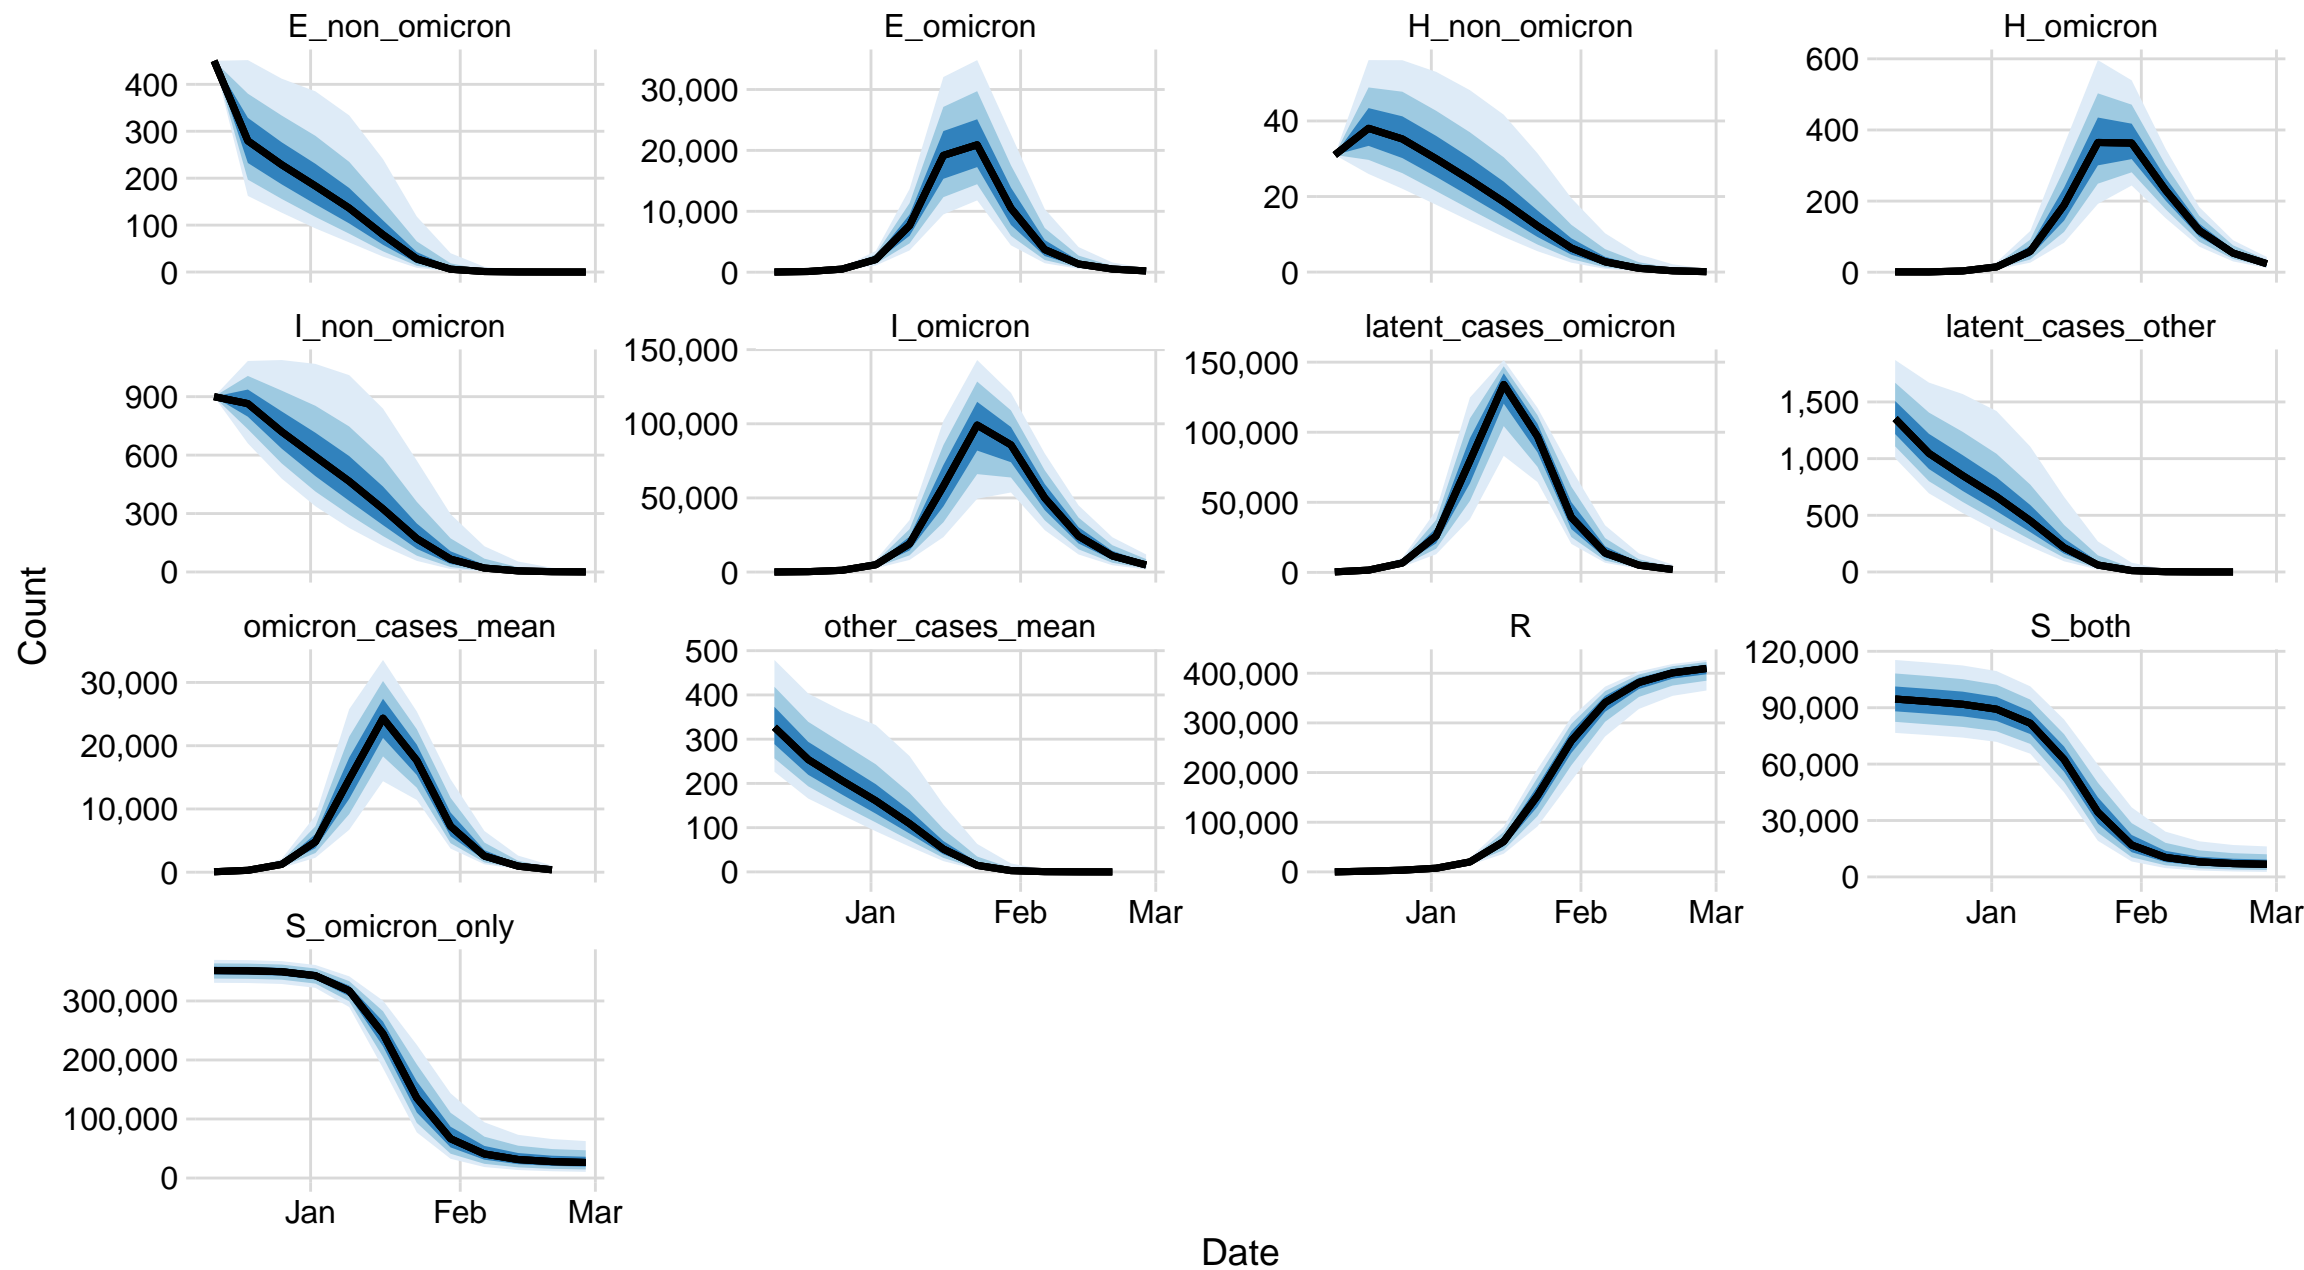 E_non_omicron
400
300
200
100
0
E_omicron
30,000
20,000
10,000
0
H_non_omicron
40
20
0
H_omicron
600
400
200
0
I_non_omicron
900
600
300
0
I_omicron
150,000
100,000
50,000
0
latent_cases_omicron
150,000
100,000
50,000
0
latent_cases_other
1,500
1,000
500
0
omicron_cases_mean
30,000
20,000
10,000
0
other_cases_mean
500
400
300
200
100
0
Jan Feb Mar
R
400,000
300,000
200,000
100,000
0
Jan Feb Mar
S_both
120,000
90,000
60,000
30,000
0
Jan Feb Mar
S_omicron_only
300,000
200,000
100,000
0
Jan Feb Mar
Count
Date